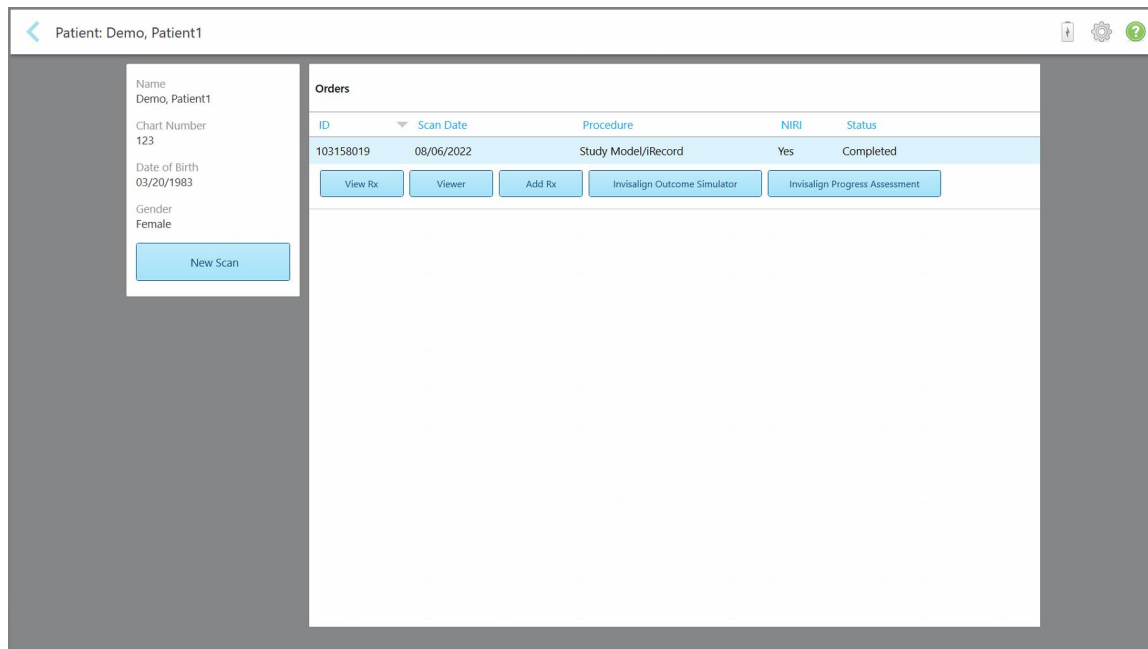 Patient: Demo, Patient1
?
Name
Demo, Patient1
Chart Number
123
Date of Birth
03/20/1983
Gender
Female
New Scan
Orders
ID Scan Date Procedure NIRI Status
103158019 08/06/2022 Study Model/iRecord Yes Completed
View Rx Viewer Add Rx Invisalign Outcome Simulator Invisalign Progress Assessment